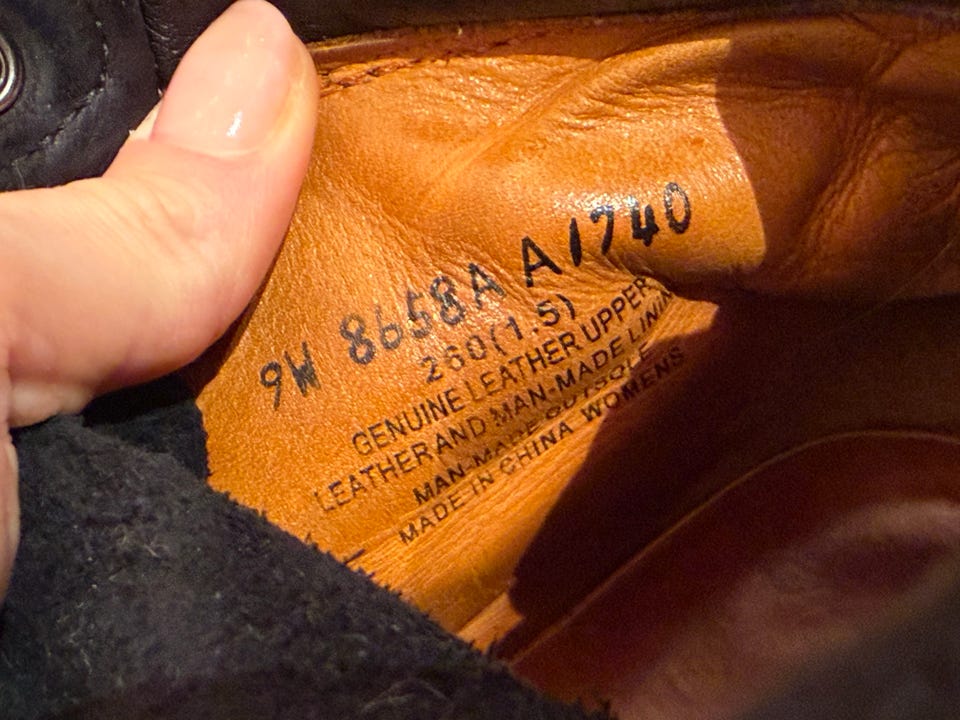 9W 8658A A1740
260(1.5)
GENUINE LEATHER UPPER
LEATHER AND MAN-MADE LINING
MAN-MADE OUTSOLE
MADE IN CHINA WOMENS